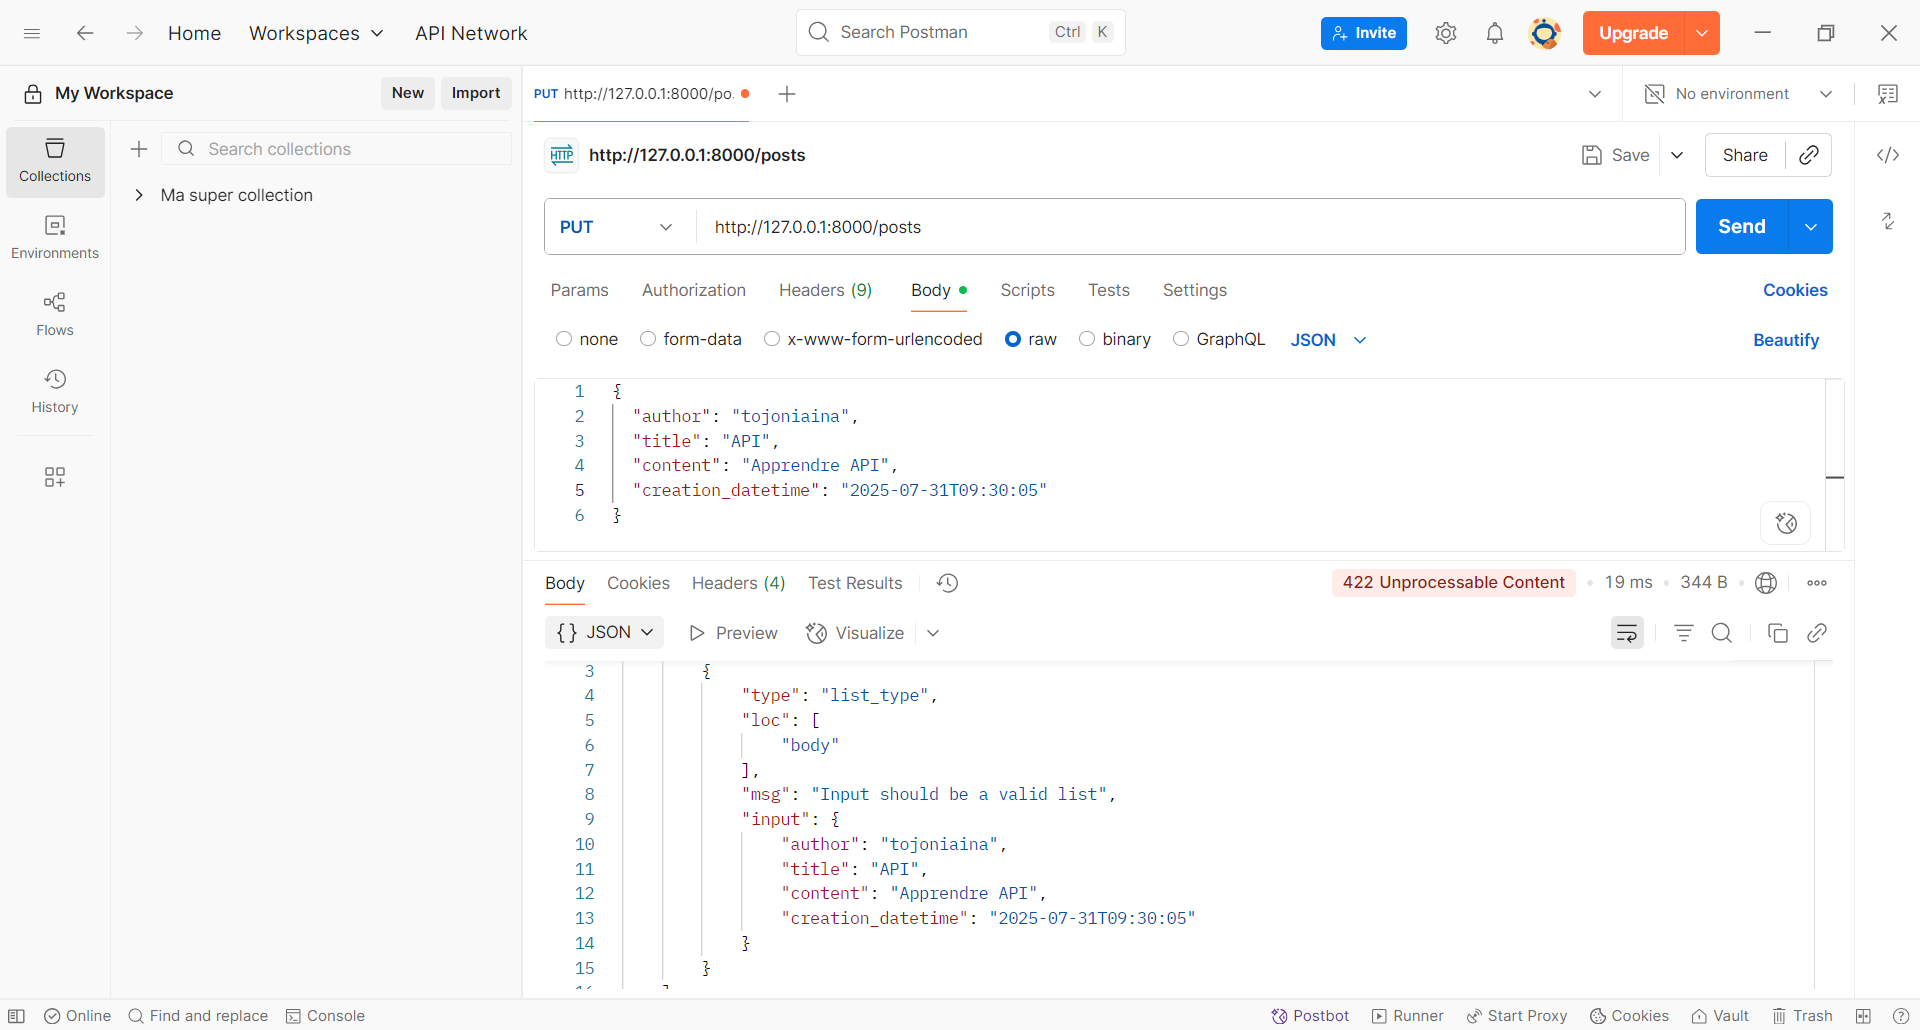 Home Workspaces API Network Search Postman Ctrl K Invite Upgrade
My Workspace New Import PUT http://127.0.0.1:8000/po. No environment
Collections
Environments
Flows
History
Search collections
Ma super collection
HTTP http://127.0.0.1:8000/posts Save Share
PUT http://127.0.0.1:8000/posts Send
Params Authorization Headers (9) Body Scripts Tests Settings Cookies
none form-data x-www-form-urlencoded raw binary GraphQL JSON Beautify
1 {
2 "author": "tojoniaina",
3 "title": "API",
4 "content": "Apprendre API",
5 "creation_datetime": "2025-07-31T09:30:05"
6 }
Body Cookies Headers (4) Test Results 422 Unprocessable Content 19 ms 344 B
{} JSON Preview Visualize
3 {
4 "type": "list_type",
5 "loc": [
6 "body"
7 ],
8 "msg": "Input should be a valid list",
9 "input": {
10 "author": "tojoniaina",
11 "title": "API",
12 "content": "Apprendre API",
13 "creation_datetime": "2025-07-31T09:30:05"
14 }
15 }
Online Find and replace Console Postbot Runner Start Proxy Cookies Vault Trash